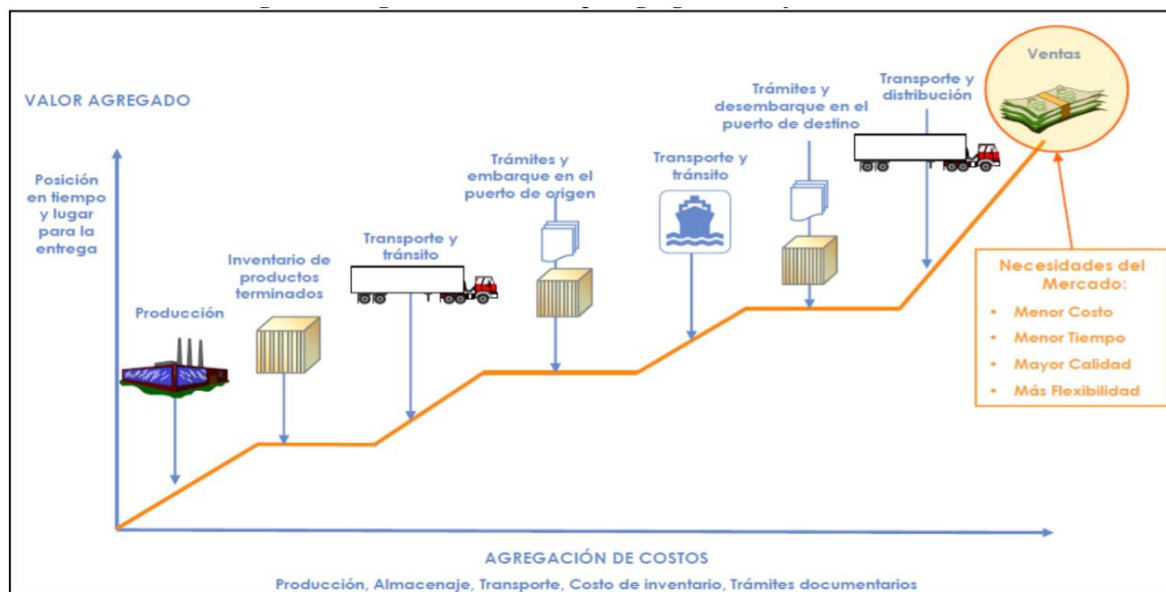 VALOR AGREGADO
Posición
en tiempo
y lugar
para la
entrega
Producción
Inventario de
productos
terminados
Transporte y
tránsito
Trámites y
embarque en el
puerto de origen
Transporte y
tránsito
Trámites y
desembarque en el
puerto de destino
Transporte y
distribución
Ventas
Necesidades del
Mercado:
• Menor Costo
• Menor Tiempo
• Mayor Calidad
• Más Flexibilidad
AGREGACIÓN DE COSTOS
Producción, Almacenaje, Transporte, Costo de inventario, Trámites documentarios